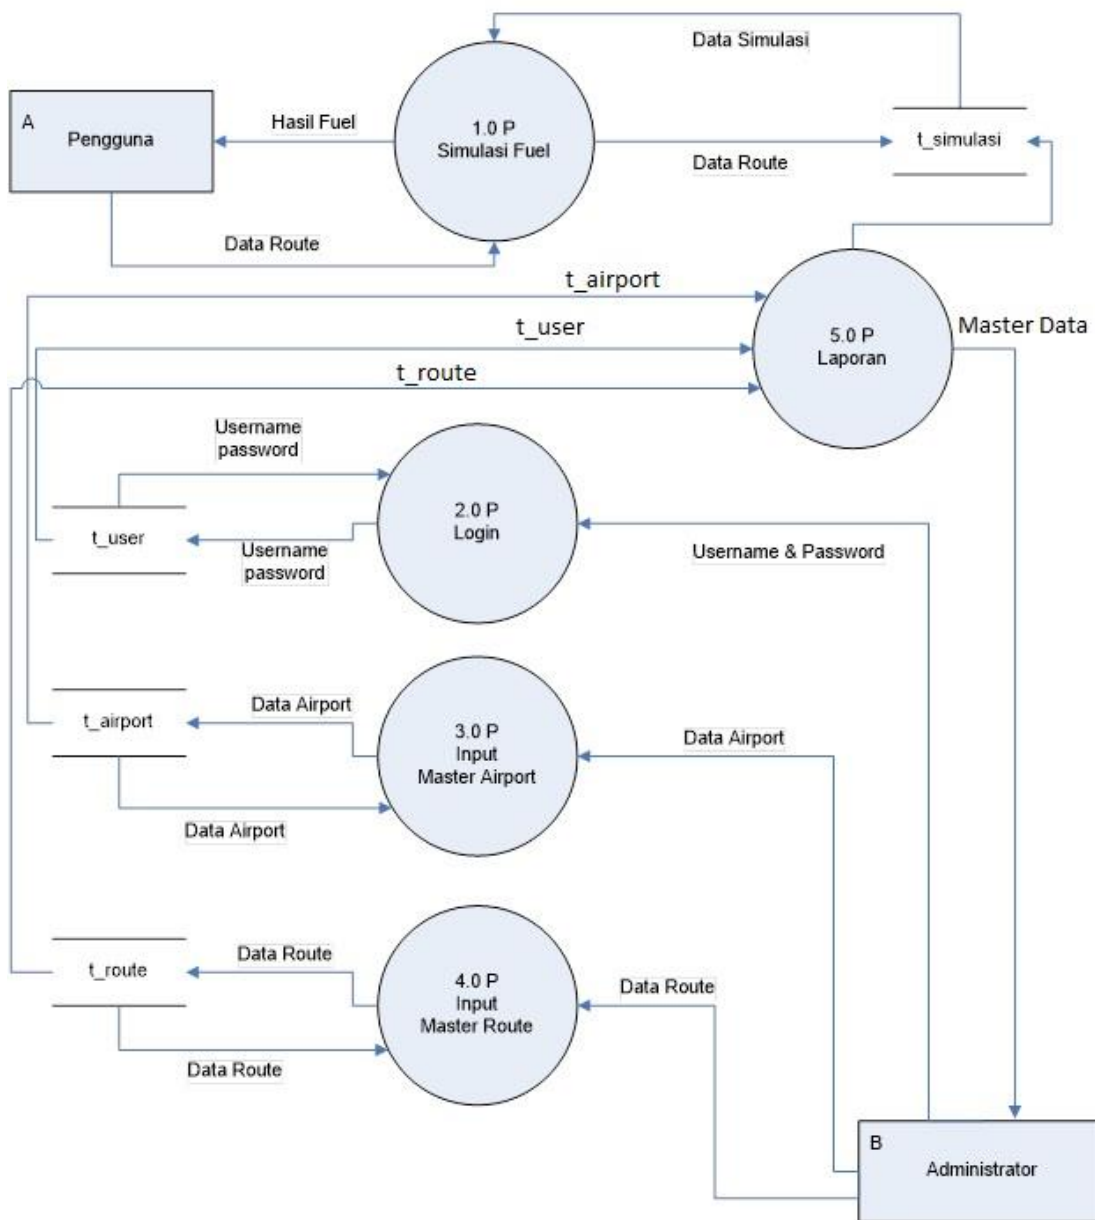 Data Simulasi
A
Pengguna
Hasil Fuel
1.0 P
Simulasi Fuel
t_simulasi
Data Route
Data Route
t_airport
t_user
t_route
5.0 P
Laporan
Master Data
Username
password
2.0 P
Login
t_user
Username
password
Username & Password
Data Airport
t_airport
3.0 P
Input
Master Airport
Data Airport
Data Airport
Data Route
t_route
4.0 P
Input
Master Route
Data Route
Data Route
B
Administrator